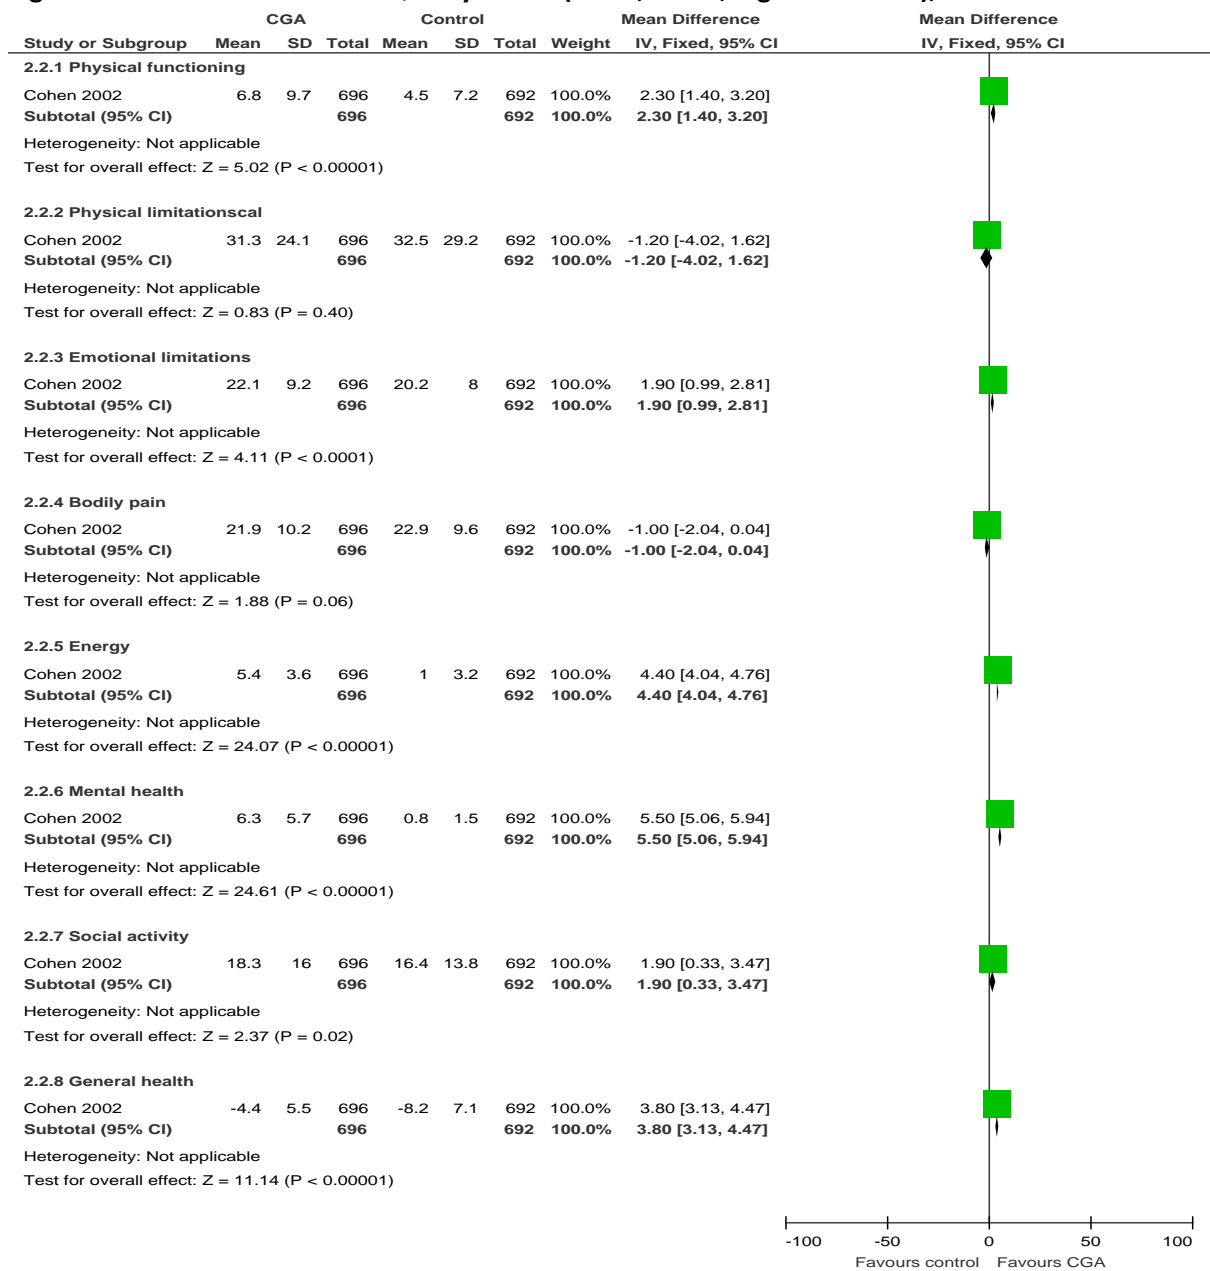 CGA Control Mean Difference Mean Difference
Study or Subgroup Mean SD Total Mean SD Total Weight IV, Fixed, 95% CI IV, Fixed, 95% CI
2.2.1 Physical functioning
Cohen 2002 6.8 9.7 696 4.5 7.2 692 100.0% 2.30 [1.40, 3.20]
Subtotal (95% CI) 696 692 100.0% 2.30 [1.40, 3.20]
Heterogeneity: Not applicable
Test for overall effect: Z = 5.02 (P < 0.00001)
2.2.2 Physical limitationscal
Cohen 2002 31.3 24.1 696 32.5 29.2 692 100.0% -1.20 [-4.02, 1.62]
Subtotal (95% CI) 696 692 100.0% -1.20 [-4.02, 1.62]
Heterogeneity: Not applicable
Test for overall effect: Z = 0.83 (P = 0.40)
2.2.3 Emotional limitations
Cohen 2002 22.1 9.2 696 20.2 8 692 100.0% 1.90 [0.99, 2.81]
Subtotal (95% CI) 696 692 100.0% 1.90 [0.99, 2.81]
Heterogeneity: Not applicable
Test for overall effect: Z = 4.11 (P < 0.0001)
2.2.4 Bodily pain
Cohen 2002 21.9 10.2 696 22.9 9.6 692 100.0% -1.00 [-2.04, 0.04]
Subtotal (95% CI) 696 692 100.0% -1.00 [-2.04, 0.04]
Heterogeneity: Not applicable
Test for overall effect: Z = 1.88 (P = 0.06)
2.2.5 Energy
Cohen 2002 5.4 3.6 696 1 3.2 692 100.0% 4.40 [4.04, 4.76]
Subtotal (95% CI) 696 692 100.0% 4.40 [4.04, 4.76]
Heterogeneity: Not applicable
Test for overall effect: Z = 24.07 (P < 0.00001)
2.2.6 Mental health
Cohen 2002 6.3 5.7 696 0.8 1.5 692 100.0% 5.50 [5.06, 5.94]
Subtotal (95% CI) 696 692 100.0% 5.50 [5.06, 5.94]
Heterogeneity: Not applicable
Test for overall effect: Z = 24.61 (P < 0.00001)
2.2.7 Social activity
Cohen 2002 18.3 16 696 16.4 13.8 692 100.0% 1.90 [0.33, 3.47]
Subtotal (95% CI) 696 692 100.0% 1.90 [0.33, 3.47]
Heterogeneity: Not applicable
Test for overall effect: Z = 2.37 (P = 0.02)
2.2.8 General health
Cohen 2002 -4.4 5.5 696 -8.2 7.1 692 100.0% 3.80 [3.13, 4.47]
Subtotal (95% CI) 696 692 100.0% 3.80 [3.13, 4.47]
Heterogeneity: Not applicable
Test for overall effect: Z = 11.14 (P < 0.00001)
-100 -50 0 50 100
Favours control Favours CGA